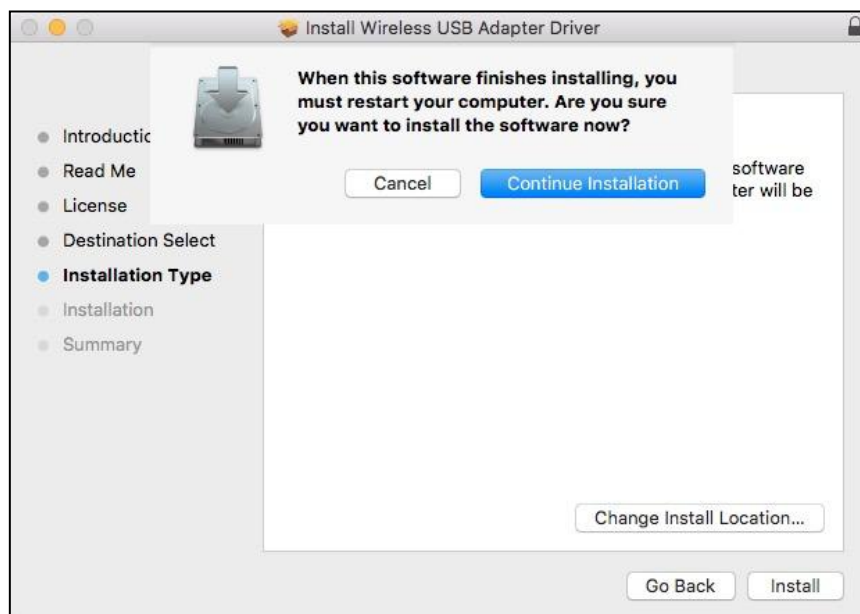 Install Wireless USB Adapter Driver
When this software finishes installing, you
must restart your computer. Are you sure
you want to install the software now?
Cancel
Continue Installation
Read Me
License
Destination Select
Installation Type
Installation
Summary
software
will be
Change Install Location...
Go Back
Install